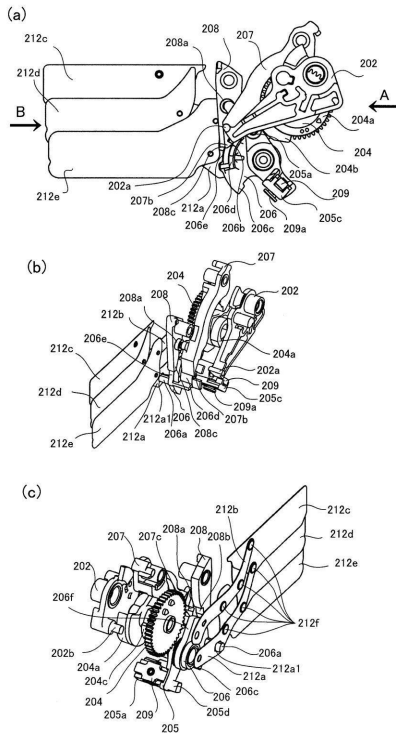 (a)
212c
212d
208a
208
207
202
B
A
204a
204
212e
202a
207b
208c
212a
206e
206d
206b
206c
206
204b
205a
209
209a
205c
(b)
204
207
208
208a
202
212b
206e
212c
212d
212e
204a
202a
209
205c
209a
207b
206d
208c
206
206a
212a1
212a
(c)
212c
212b
212d
212e
208
208a
208b
207c
207
202
206f
212f
202b
204a
204c
204
205a
209
205
205d
206
206c
206a
212a
212a1